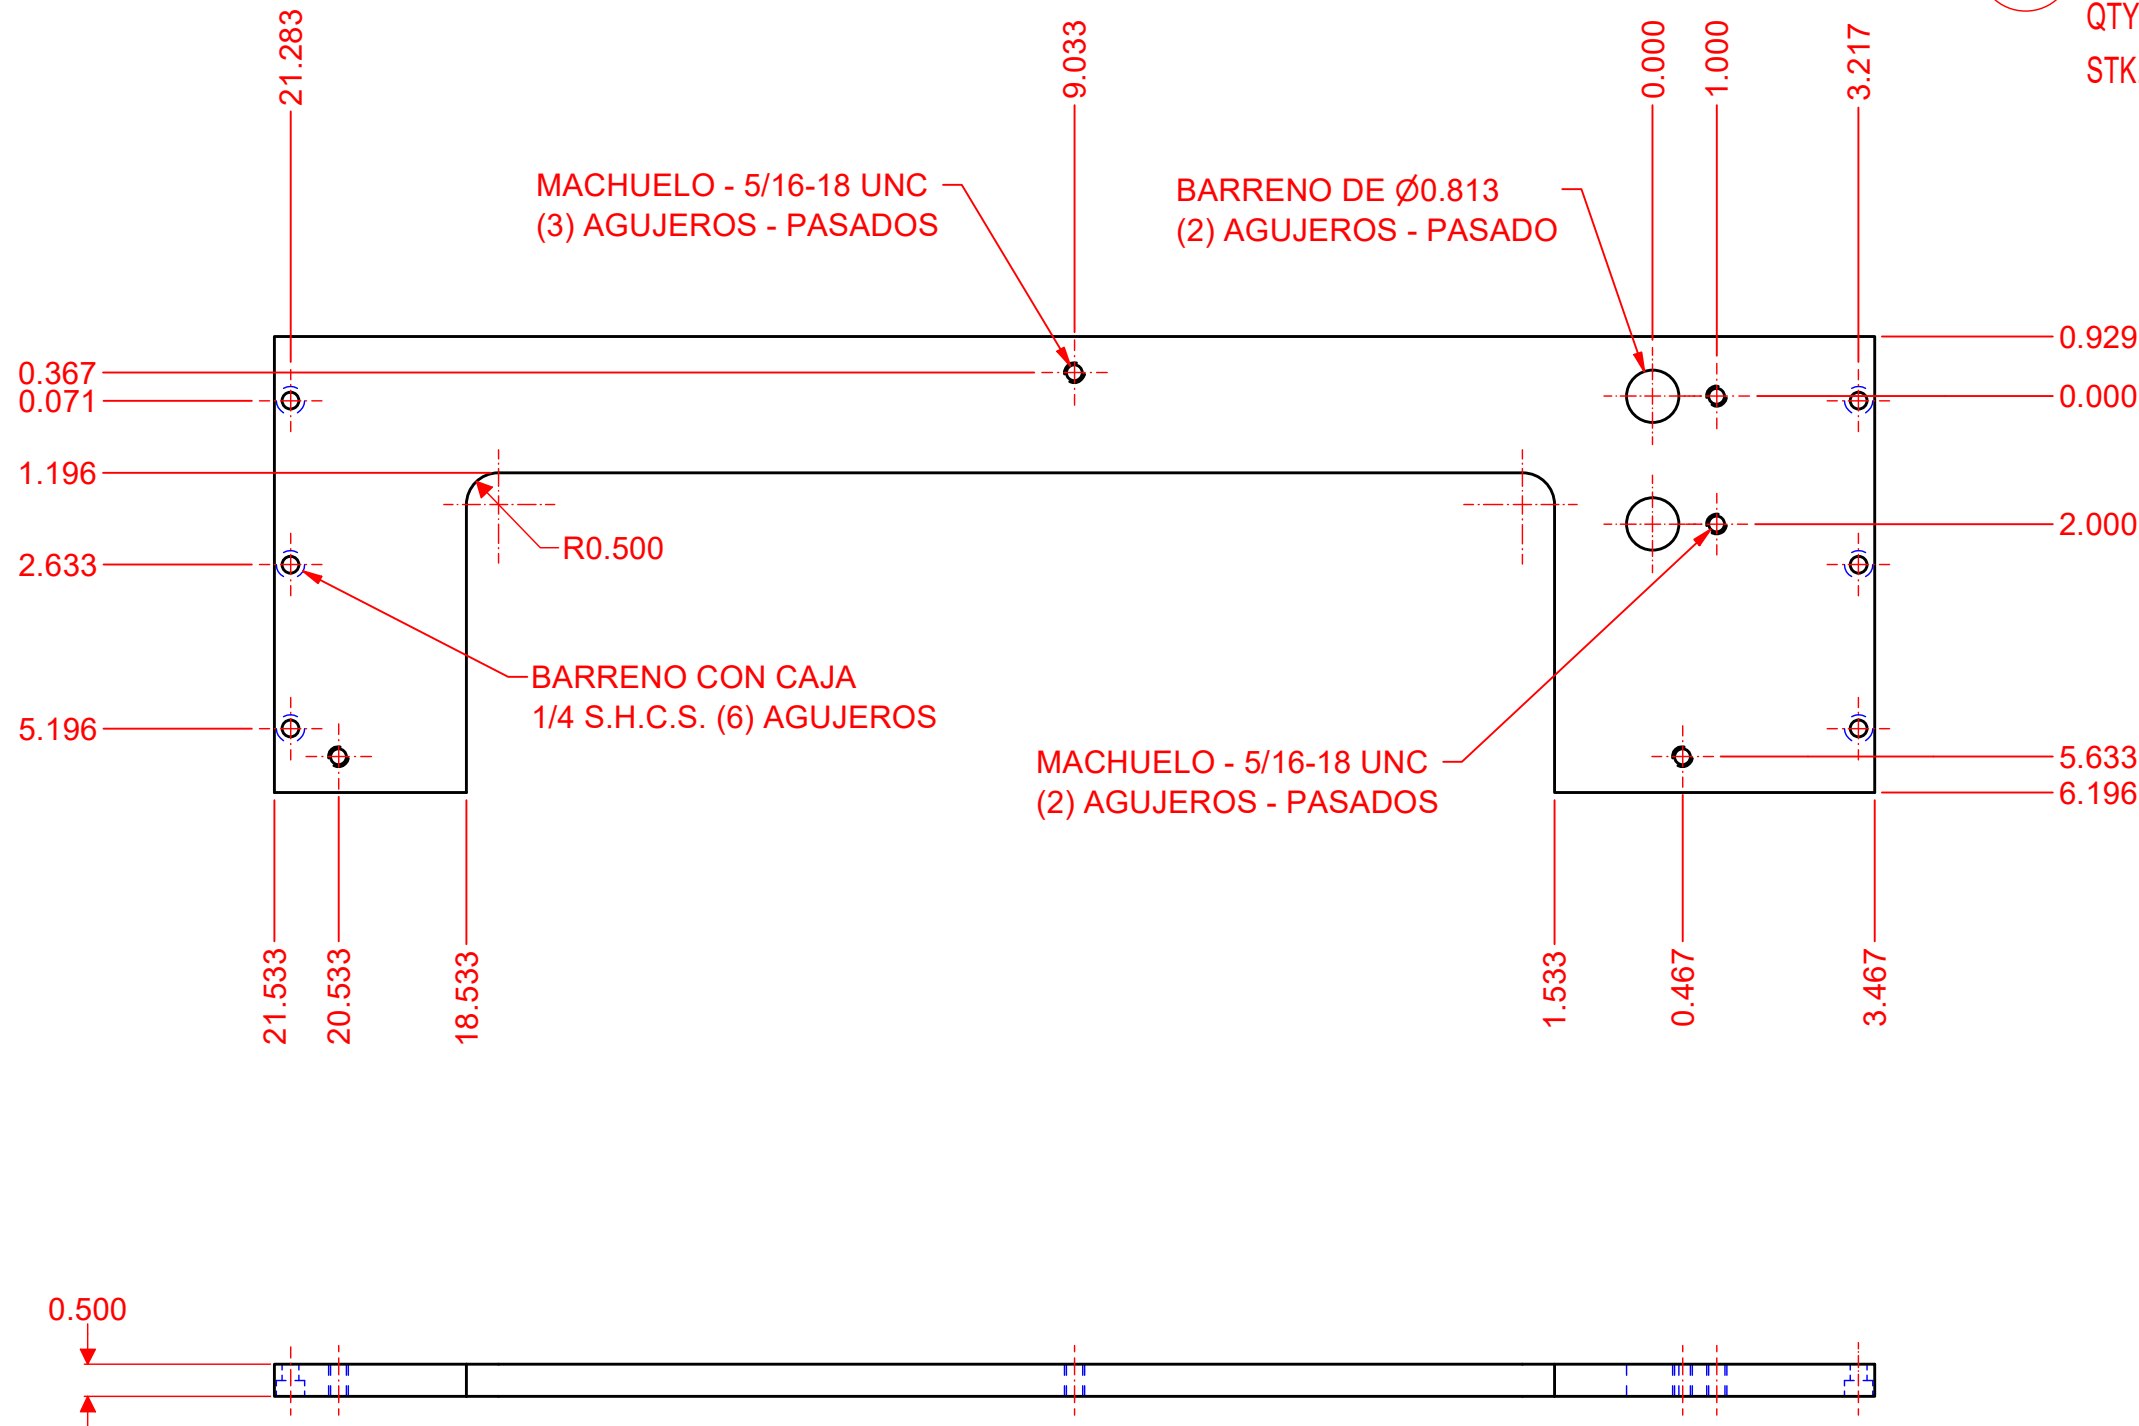 QTY
STK
21.283
9.033
0.000
1.000
3.217
MACHUELO - 5/16-18 UNC
(3) AGUJEROS - PASADOS
BARRENO DE Ø0.813
(2) AGUJEROS - PASADO
0.929
0.367
0.071
0.000
1.196
2.000
R0.500
2.633
BARRENO CON CAJA
1/4 S.H.C.S. (6) AGUJEROS
5.196
MACHUELO - 5/16-18 UNC
(2) AGUJEROS - PASADOS
5.633
6.196
21.533
20.533
18.533
1.533
0.467
3.467
0.500